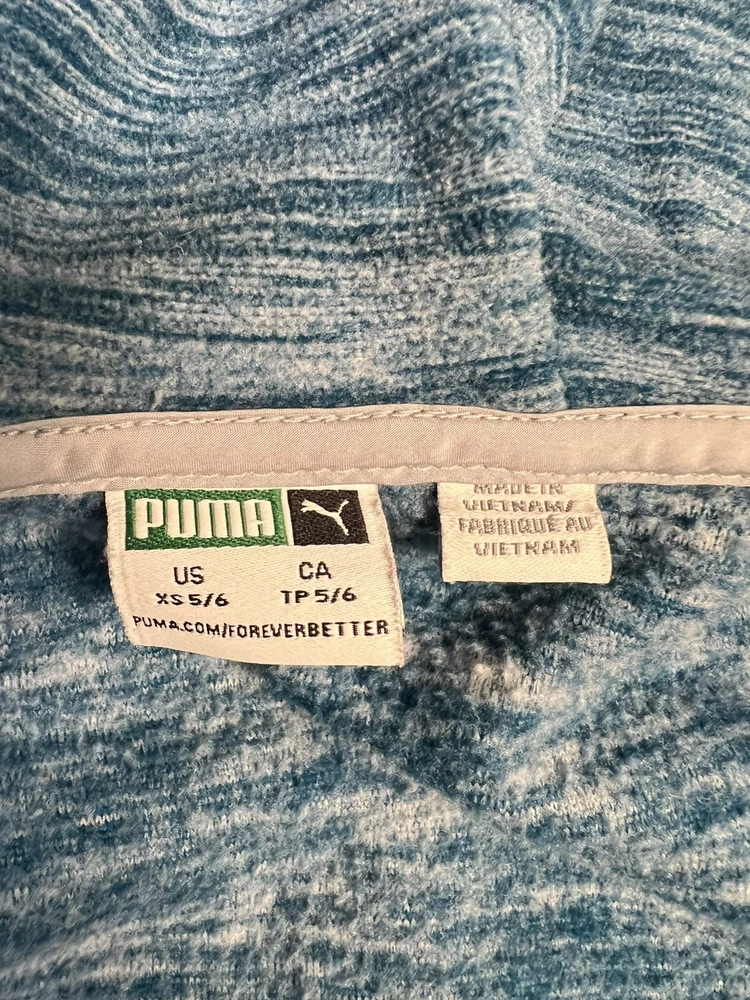 PUMA
US CA
XS 5/6 TP 5/6
PUMA.COM/FOREVERBETTER
MADE IN
VIETNAM/
FABRIQUÉ AU
VIETNAM